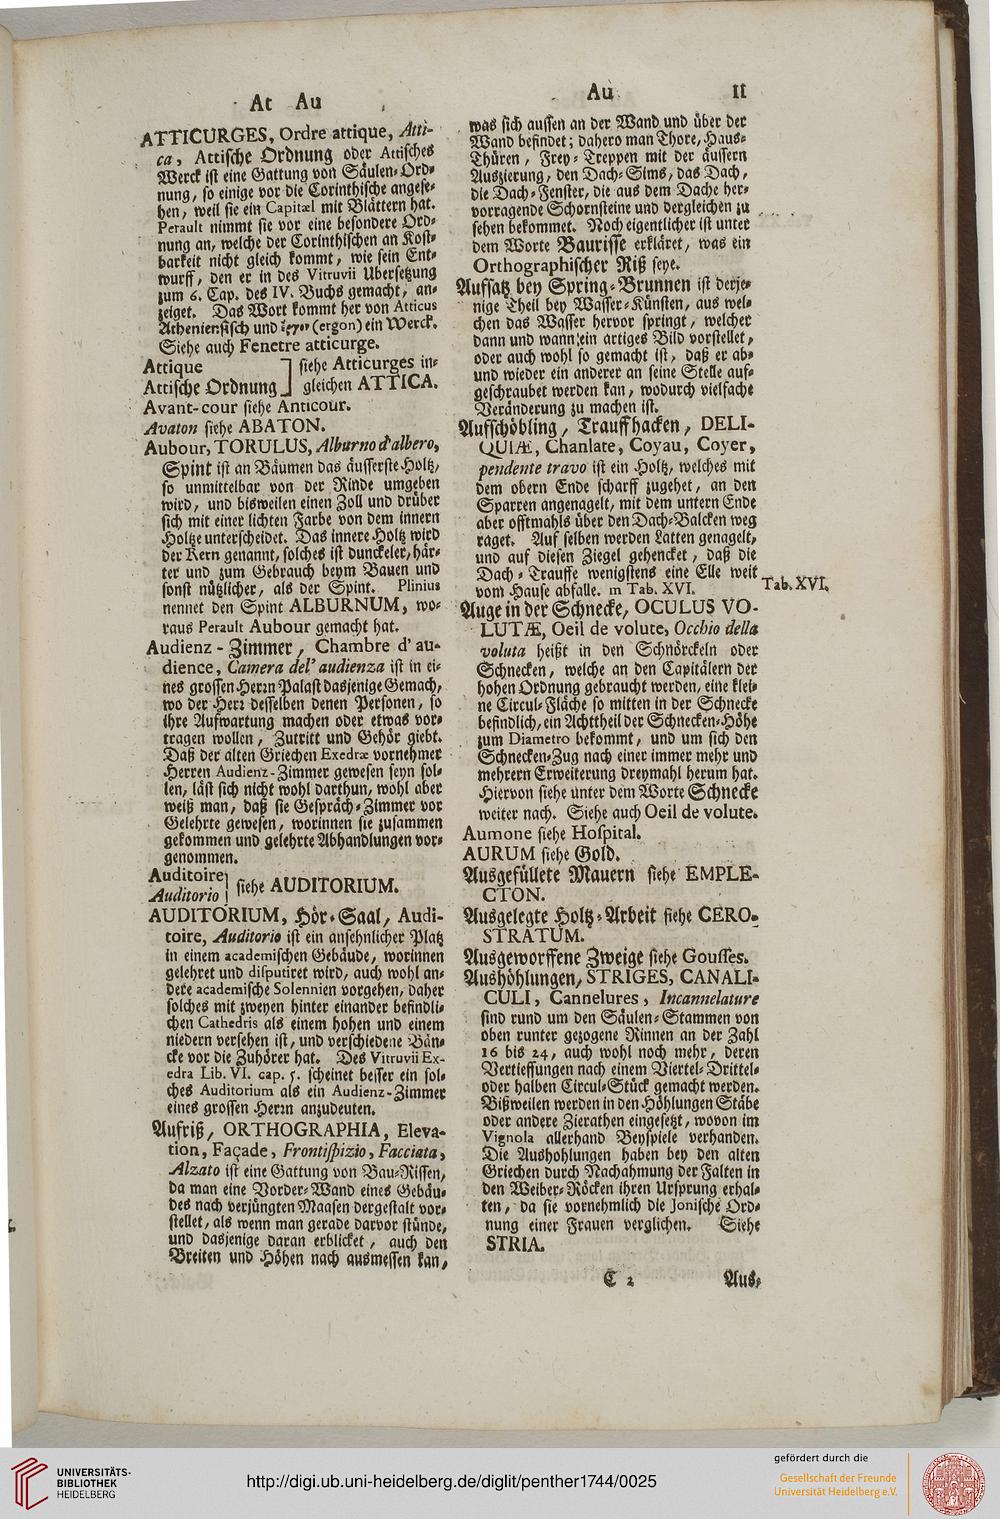 At Au
ATTICURGES, Ordre attique, Atti-
ca, Attische Ordnung oder Attisches
Werck ist eine Gattung von Säulen-Ord-
nung, so einige vor die Corinthische angese-
hen, weil sie ein Capitæl mit Blättern hat.
Perault nimmt sie vor eine besondere Ord-
nung an, welche der Corinthischen an Kost-
barkeit nicht gleich kommt, wie sein Ent-
wurff, den er in des Vitruvii Ubersetzung
zum 6. Cap. des IV. Buchs gemacht, an-
zeiget. Das Wort kommt her von Atticus
Atheniensisch und (ergon) ein Werck.
Siehe auch Fenetre atticurge.
Attique
Attische Ordnung ] siehe Atticurges in-
gleichen ATTICA.
Avant-cour siehe Anticour.
Avaton siehe ABATON.
Aubour, TORULUS, Alburno d'albero,
Spint ist an Bäumen das äusserste Holtz,
so unmittelbar von der Rinde umgeben
wird, und bisweilen einen Zoll und drüber
sich mit einer lichten Farbe von dem innern
Holtze unterscheidet. Das innere Holtz wird
der Kern genannt, solches ist dunckeler, här-
ter und zum Gebrauch beym Bauen und
sonst nützlicher, als der Spint. Plinius
nennet den Spint ALBURNUM, wo-
raus Perault Aubour gemacht hat.
Audienz-Zimmer, Chambre d'au-
dience, Camera del' audienza ist in ei-
nes grossen Herrn Palast dasjenige Gemach,
wo der Herr desselben denen Personen, so
ihre Aufwartung machen oder etwas vor-
tragen wollen, Zutritt und Gehör giebt.
Daß der alten Griechen Exedræ vornehmer
Herren Audienz-Zimmer gewesen seyn sol-
len, läst sich nicht wohl darthun, wohl aber
weiß man, daß sie Gespräch-Zimmer vor
Gelehrte gewesen, worinnen sie zusammen
gekommen und gelehrte Abhandlungen vor-
genommen.
Auditoire
Auditorio ] siehe AUDITORIUM.
AUDITORIUM, Hör-Saal, Audi-
toire, Auditorio ist ein ansehnlicher Platz
in einem academischen Gebäude, worinnen
gelehret und disputiret wird, auch wohl an-
dere academische Solennien vorgehen, daher
solches mit zweyen hinter einander befindli-
chen Cathedris als einem hohen und einem
niedern versehen ist, und verschiedene Bän-
cke vor die Zuhörer hat. Des Vitruvii Ex-
edra Lib. VI. cap. 5. scheinet besser ein sol-
ches Auditorium als ein Audienz-Zimmer
eines grossen Herrn anzudeuten.
Aufriß, ORTHOGRAPHIA, Eleva-
tion, Façade, Frontispizio, Facciata,
Alzato ist eine Gattung von Bau-Rissen,
da man eine Vorder-Wand eines Gebäu-
des nach verjüngten Maasen dergestalt vor-
stellet, als wenn man gerade darvor stünde,
und dasjenige daran erblicket, auch den
Breiten und Höhen nach ausmessen kan,
Au 11
was sich aussen an der Wand und über der
Wand befindet; dahero man Thore, Haus-
Thüren, Frey-Treppen mit der äussern
Auszierung, den Dach-Sims, das Dach,
die Dach-Fenster, die aus dem Dache her-
vorragende Schornsteine und dergleichen zu
sehen bekommet. Noch eigentlicher ist unter
dem Worte Baurisse erkläret, was ein
Orthographischer Riß seye.
Aufsatz bey Spring-Brunnen ist derje-
nige Theil bey Wasser-Künsten, aus wel-
chen das Wasser hervor springt, welcher
dann und wann ein artiges Bild vorstellet,
oder auch wohl so gemacht ist, daß er ab-
und wieder ein anderer an seine Stelle auf-
geschraubet werden kan, wodurch vielfache
Veränderung zu machen ist.
Aufschöbling, Trauffhacken, DELI-
QUIÆ, Chanlate, Coyau, Coyer,
pendente travo ist ein Holtz, welches mit
dem obern Ende scharff zugehet, an den
Sparren angenagelt, mit dem untern Ende
aber offtmahls über den Dach-Balcken weg
raget. Auf selben werden Latten genagelt,
und auf diesen Ziegel gehencket, daß die
Dach-Trauffe wenigstens eine Elle weit
vom Hause abfalle. m Tab. XVI.
Tab. XVI.
Auge in der Schnecke, OCULUS VO-
LUTÆ, Oeil de volute, Occhio della
voluta heißt in den Schnörckeln oder
Schnecken, welche an den Capitälern der
hohen Ordnung gebraucht werden, eine klei-
ne Circul-Fläche so mitten in der Schnecke
befindlich, ein Achttheil der Schnecken-Höhe
zum Diametro bekommt, und um sich den
Schnecken-Zug nach einer immer mehr und
mehrern Erweiterung dreymahl herum hat.
Hiervon siehe unter dem Worte Schnecke
weiter nach. Siehe auch Oeil de volute.
Aumone siehe Hospital.
AURUM siehe Gold.
Ausgefüllete Mauern siehe EMPLE-
CTON.
Ausgelegte Holtz-Arbeit siehe CERO-
STRATUM.
Ausgeworffene Zweige siehe Gousses.
Aushöhlungen, STRIGES, CANALI-
CULI, Cannelures, Incannelature
sind rund um den Säulen-Stammen von
oben runter gezogene Rinnen an der Zahl
16 bis 24, auch wohl noch mehr, deren
Vertieffungen nach einem Viertel-Drittel-
oder halben Circul-Stück gemacht werden.
Bißweilen werden in den Höhlungen Stäbe
oder andere Zierathen eingesetzt, wovon im
Vignola allerhand Beyspiele verhanden.
Die Aushohlungen haben bey den alten
Griechen durch Nachahmung der Falten in
den Weiber-Röcken ihren Ursprung erhal-
ten, da sie vornehmlich die Jonische Ord-
nung einer Frauen verglichen. Siehe
STRIA.
C 2 Aus-
UNIVERSITÄTS-
BIBLIOTHEK
HEIDELBERG
http://digi.ub.uni-heidelberg.de/diglit/penther1744/0025
gefördert durch die
Gesellschaft der Freunde
Universität Heidelberg e.V.